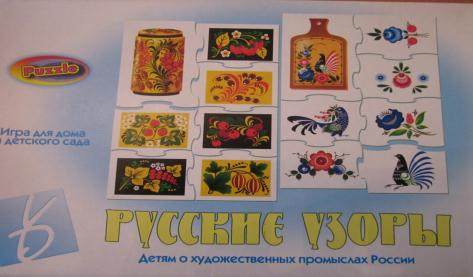 Puzzle
Игра для дома
и детского сада
РУССКИЕ УЗОРЫ
Детям о художественных промыслах России